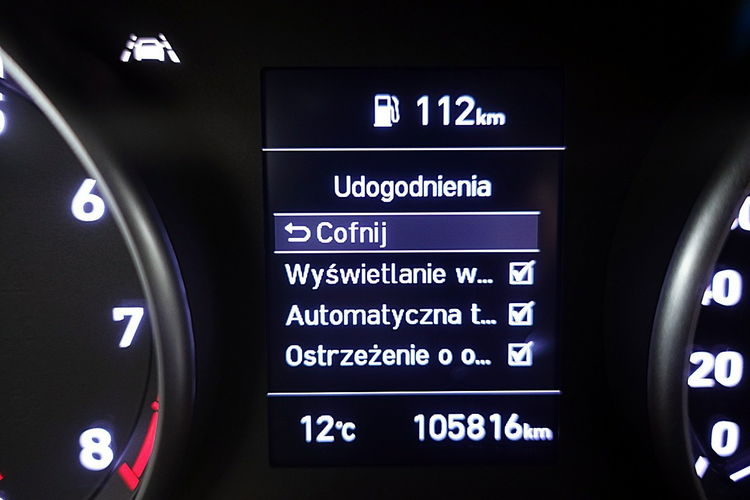 112km
Udogodnienia
Cofnij
Wyświetlanie w...
Automatyczna t...
Ostrzeżenie o o...
12°C 105816km
6
7
8
20
0